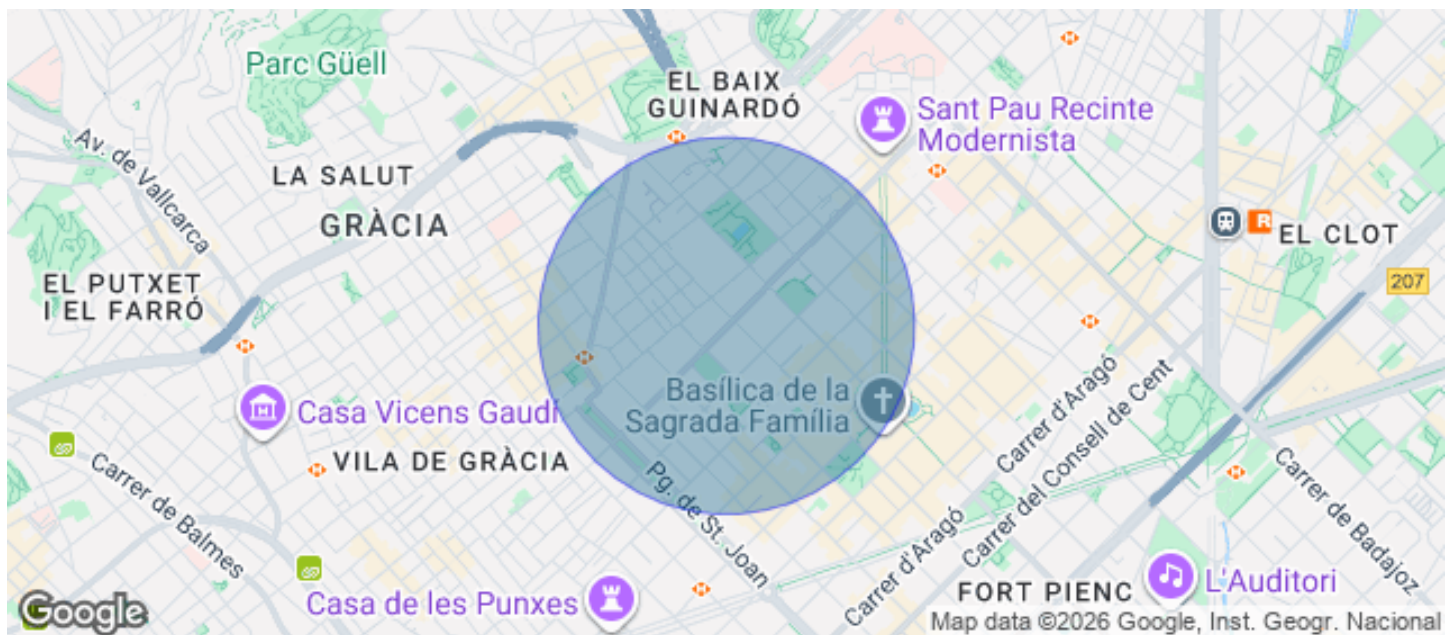 Parc Güell
EL BAIX
GUINARDÓ
Sant Pau Recinte
Modernista
Av. de Vallcarca
LA SALUT
GRÀCIA
R
EL CLOT
EL PUTXET
I EL FARRÓ
207
Casa Vicens Gaudí
Basílica de la
Sagrada Família
Carrer d'Aragó
Carrer del Consell de Cent
VILA DE GRÀCIA
Carrer de Balmes
Pg. de St. Joan
Carrer d'Aragó
Carrer de Badajoz
Casa de les Punxes
FORT PIENC
L'Auditori
Google
Map data ©2026 Google, Inst. Geogr. Nacional